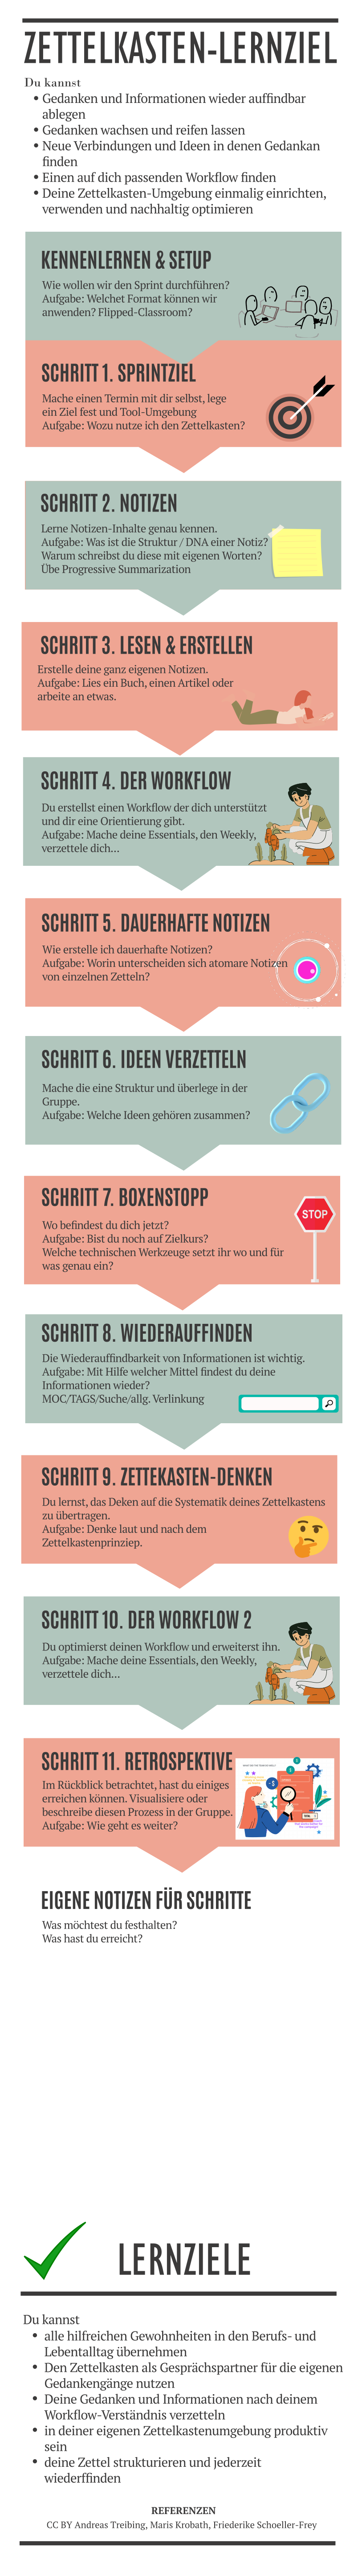 ZETTELKASTEN-LERNZIEL
Du kannst
• Gedanken und Informationen wieder auffindbar
ablegen
• Gedanken wachsen und reifen lassen
• Neue Verbindungen und Ideen in denen Gedankan
finden
• Einen auf dich passenden Workflow finden
• Deine Zettelkasten-Umgebung einmalig einrichten,
verwenden und nachhaltig optimieren
KENNENLERNEN & SETUP
Wie wollen wir den Sprint durchführen?
Aufgabe: Welchet Format können wir
anwenden? Flipped-Classroom?
SCHRITT 1. SPRINTZIEL
Mache einen Termin mit dir selbst, lege
ein Ziel fest und Tool-Umgebung
Aufgabe: Wozu nutze ich den Zettelkasten?
SCHRITT 2. NOTIZEN
Lerne Notizen-Inhalte genau kennen.
Aufgabe: Was ist die Struktur / DNA einer Notiz?
Warum schreibst du diese mit eigenen Worten?
Übe Progressive Summarization
SCHRITT 3. LESEN & ERSTELLEN
Erstelle deine ganz eigenen Notizen.
Aufgabe: Lies ein Buch, einen Artikel oder
arbeite an etwas.
SCHRITT 4. DER WORKFLOW
Du erstellst einen Workflow der dich unterstützt
und dir eine Orientierung gibt.
Aufgabe: Mache deine Essentials, den Weekly,
verzettele dich...
SCHRITT 5. DAUERHAFTE NOTIZEN
Wie erstelle ich dauerhafte Notizen?
Aufgabe: Worin unterscheiden sich atomare Notizen
von einzelnen Zetteln?
SCHRITT 6. IDEEN VERZETTELN
Mache die eine Struktur und überlege in der
Gruppe.
Aufgabe: Welche Ideen gehören zusammen?
SCHRITT 7. BOXENSTOPP
Wo befindest du dich jetzt?
Aufgabe: Bist du noch auf Zielkurs?
Welche technischen Werkzeuge setzt ihr wo und für
was genau ein?
STOP
SCHRITT 8. WIEDERAUFFINDEN
Die Wiederauffindbarkeit von Informationen ist wichtig.
Aufgabe: Mit Hilfe welcher Mittel findest du deine
Informationen wieder?
MOC/TAGS/Suche/allg. Verlinkung
SCHRITT 9. ZETTEKASTEN-DENKEN
Du lernst, das Deken auf die Systematik deines Zettelkastens
zu übertragen.
Aufgabe: Denke laut und nach dem
Zettelkastenprinziep.
SCHRITT 10. DER WORKFLOW 2
Du optimierst deinen Workflow und erweiterst ihn.
Aufgabe: Mache deine Essentials, den Weekly,
verzettele dich...
SCHRITT 11. RETROSPEKTIVE
Im Rückblick betrachtet, hast du einiges
erreichen können. Visualisiere oder
beschreibe diesen Prozess in der Gruppe.
Aufgabe: Wie geht es weiter?
EIGENE NOTIZEN FÜR SCHRITTE
Was möchtest du festhalten?
Was hast du erreicht?
LERNZIELE
Du kannst
• alle hilfreichen Gewohnheiten in den Berufs- und
Lebentalltag übernehmen
• Den Zettelkasten als Gesprächspartner für die eigenen
Gedankengänge nutzen
• Deine Gedanken und Informationen nach deinem
Workflow-Verständnis verzetteln
• in deiner eigenen Zettelkastenumgebung produktiv
sein
• deine Zettel strukturieren und jederzeit
wiederffinden
REFERENZEN
CC BY Andreas Treibing, Maris Krobath, Friederike Schoeller-Frey